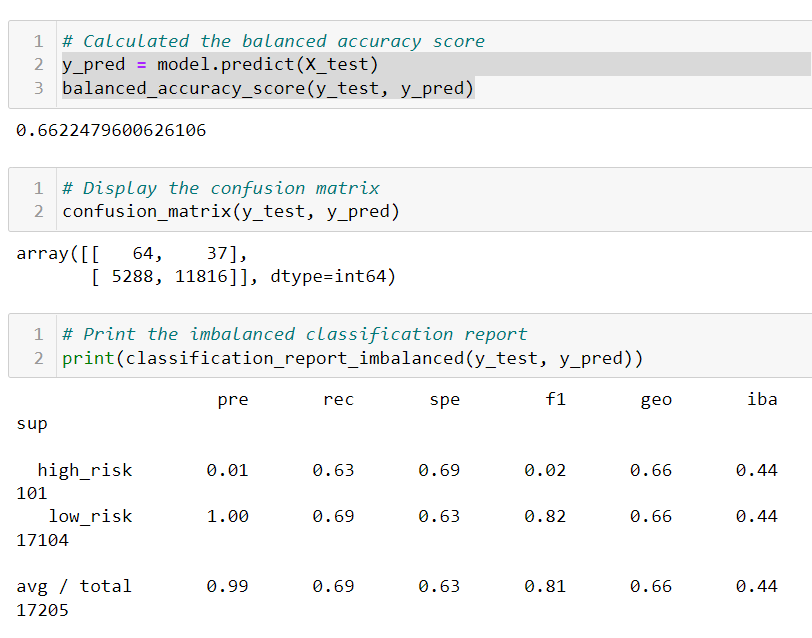 1 # Calculated the balanced accuracy score
2 y_pred = model.predict(X_test)
3 balanced_accuracy_score(y_test, y_pred)
0.6622479600626106
1 # Display the confusion matrix
2 confusion_matrix(y_test, y_pred)
array([[   64,    37],
       [ 5288, 11816]], dtype=int64)
1 # Print the imbalanced classification report
2 print(classification_report_imbalanced(y_test, y_pred))
                   pre       rec       spe        f1       geo       iba
sup
  high_risk       0.01      0.63      0.69      0.02      0.66      0.44
101
   low_risk       1.00      0.69      0.63      0.82      0.66      0.44
17104
avg / total       0.99      0.69      0.63      0.81      0.66      0.44
17205